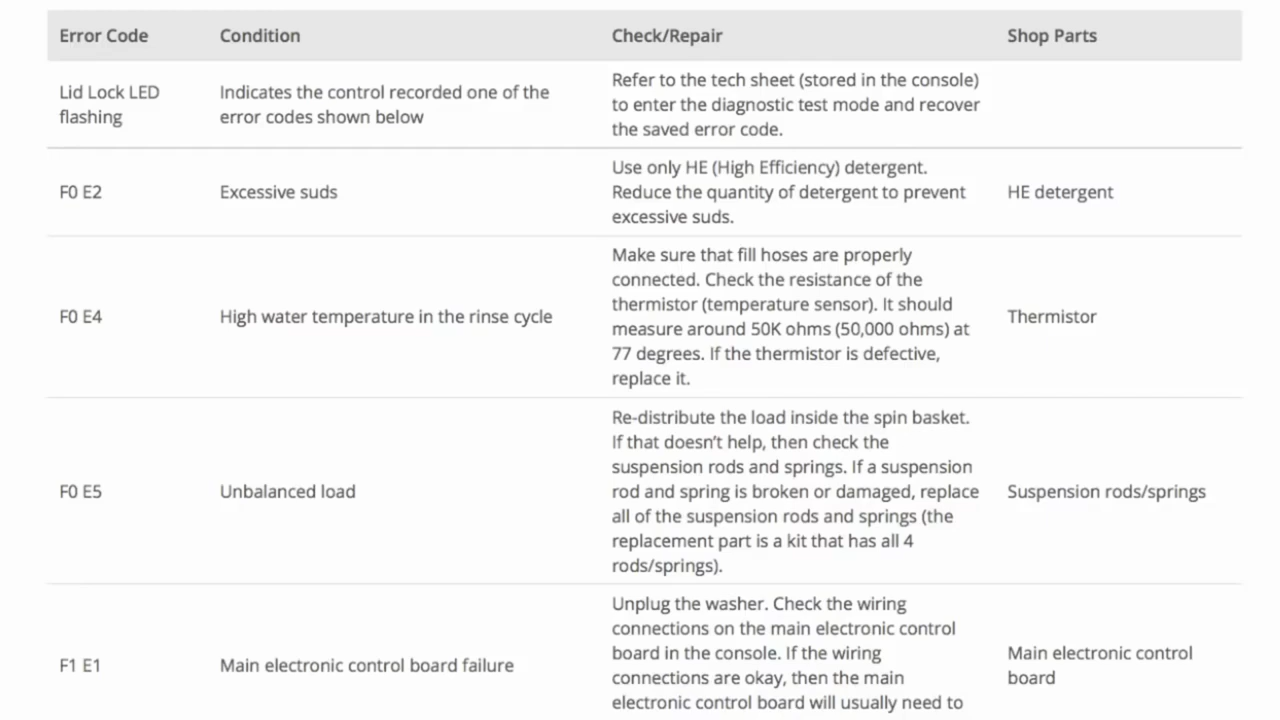 Error Code Condition Check/Repair Shop Parts
Lid Lock LED
flashing
Indicates the control recorded one of the
error codes shown below
Refer to the tech sheet (stored in the console)
to enter the diagnostic test mode and recover
the saved error code.
F0 E2
Excessive suds
Use only HE (High Efficiency) detergent.
Reduce the quantity of detergent to prevent
excessive suds.
HE detergent
F0 E4
High water temperature in the rinse cycle
Make sure that fill hoses are properly
connected. Check the resistance of the
thermistor (temperature sensor). It should
measure around 50K ohms (50,000 ohms) at
77 degrees. If the thermistor is defective,
replace it.
Thermistor
F0 E5
Unbalanced load
Re-distribute the load inside the spin basket.
If that doesn't help, then check the
suspension rods and springs. If a suspension
rod and spring is broken or damaged, replace
all of the suspension rods and springs (the
replacement part is a kit that has all 4
rods/springs).
Suspension rods/springs
F1 E1
Main electronic control board failure
Unplug the washer. Check the wiring
connections on the main electronic control
board in the console. If the wiring
connections are okay, then the main
electronic control board will usually need to
Main electronic control
board